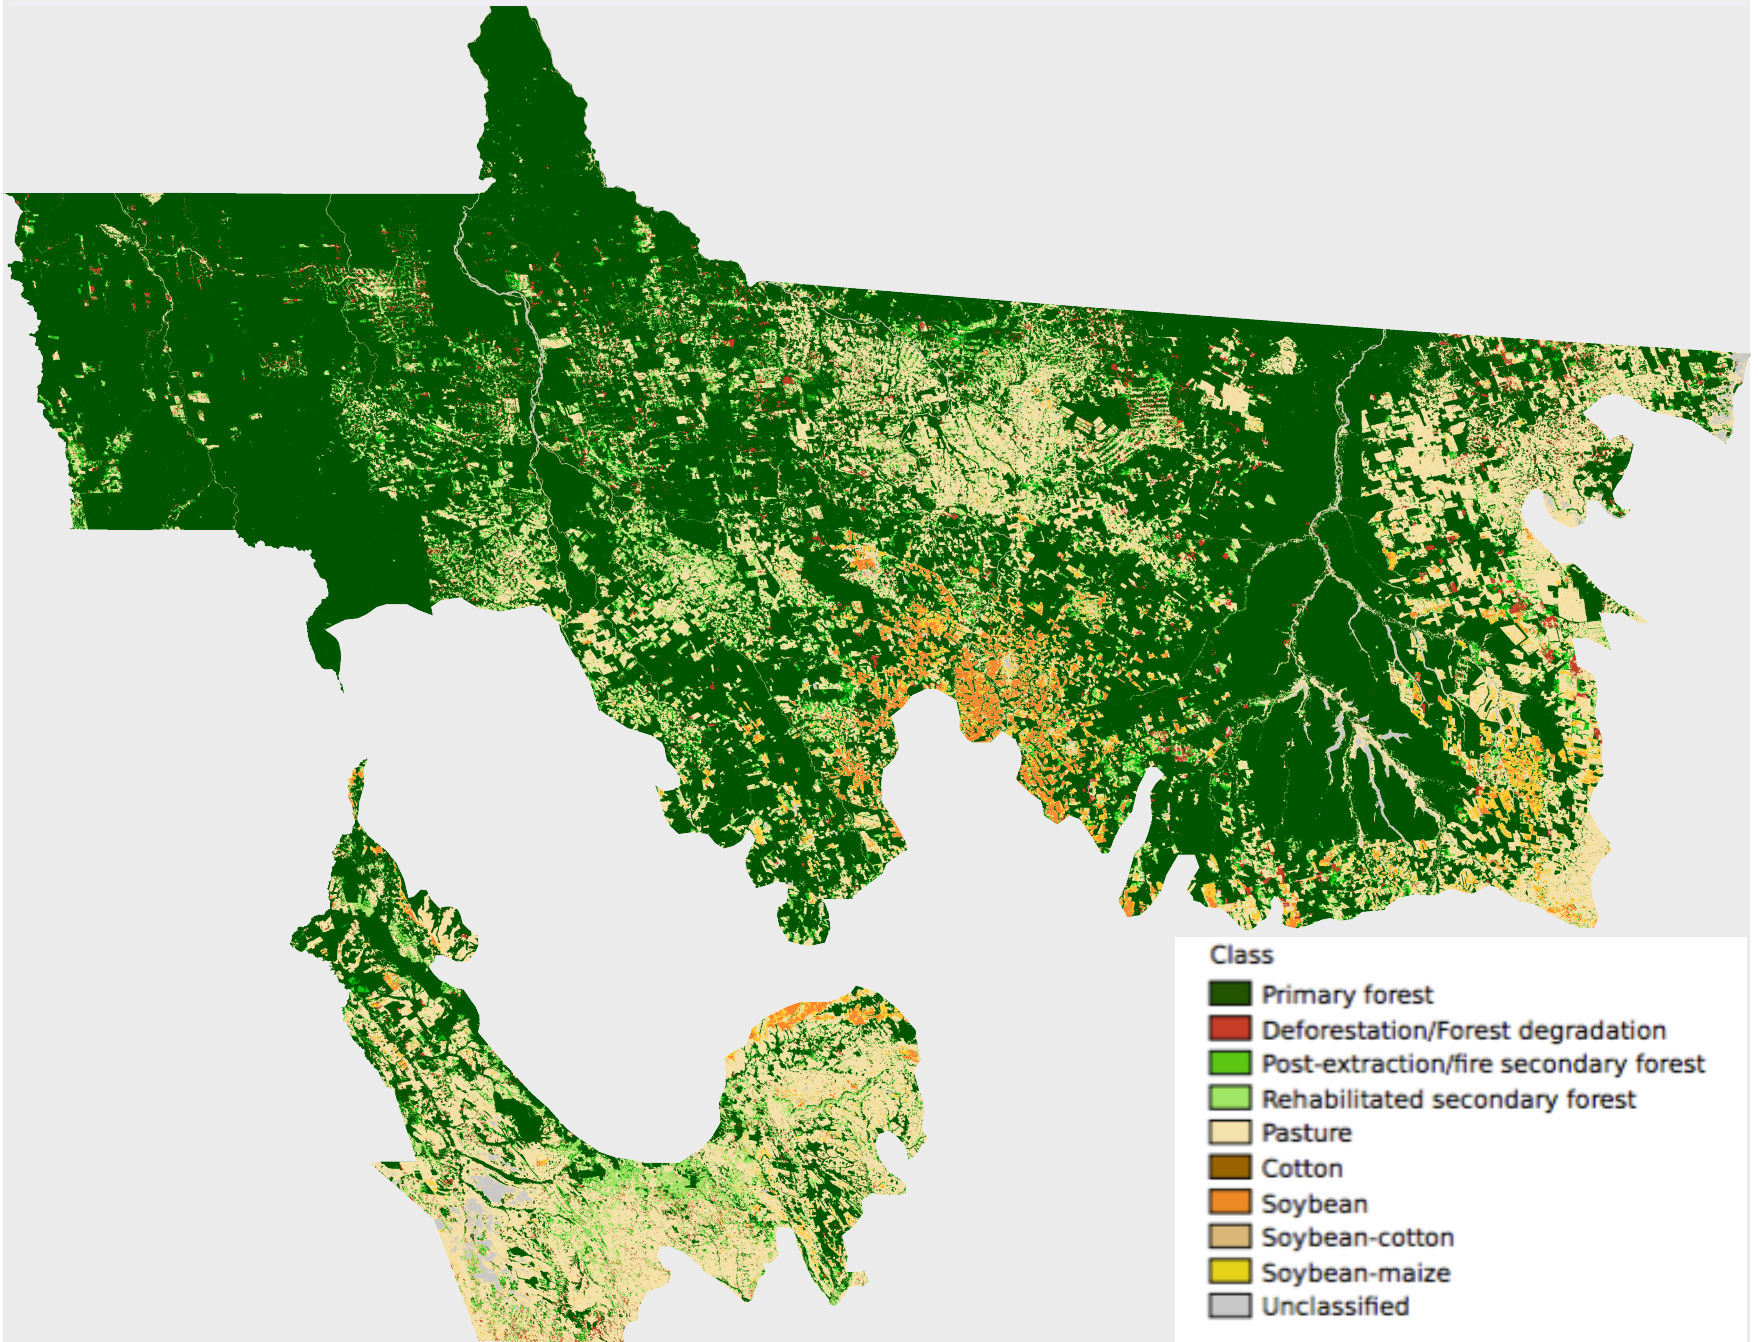 Class
Primary forest
Deforestation/Forest degradation
Post-extraction/fire secondary forest
Rehabilitated secondary forest
Pasture
Cotton
Soybean
Soybean-cotton
Soybean-maize
Unclassified